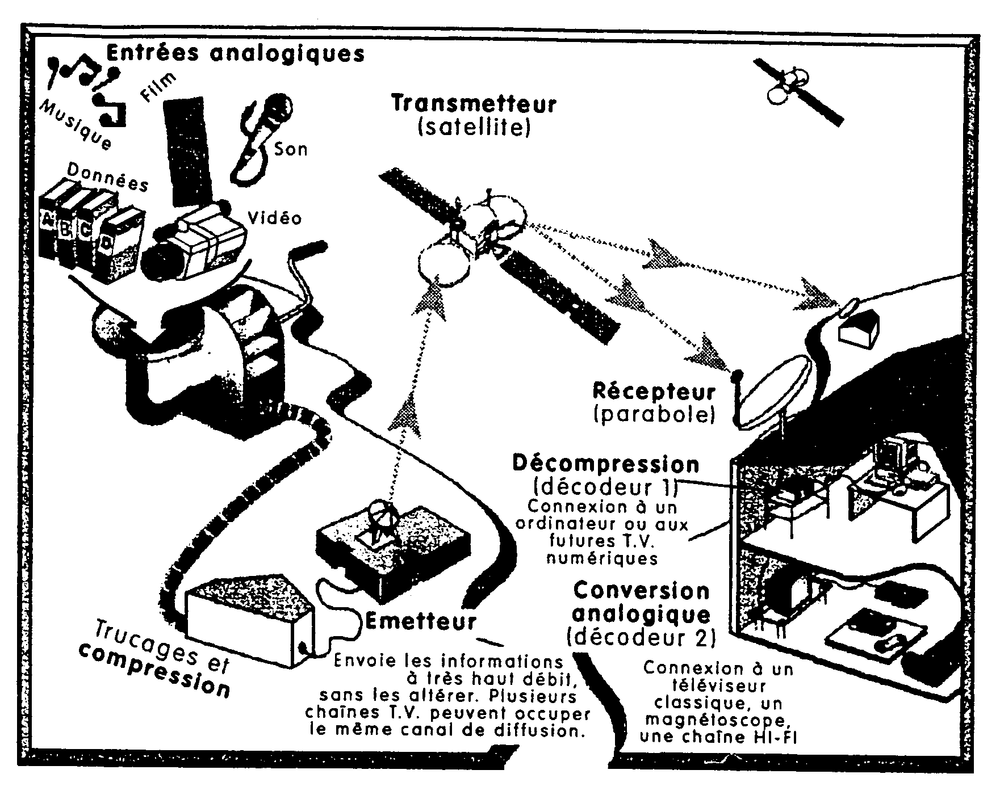 Entrées analogiques
Musique
Film
Son
Données
Vidéo
A B C D
Transmetteur
(satellite)
Récepteur
(parabole)
Décompression
(décodeur 1)
Connexion à un
ordinateur ou aux
futures T.V.
numériques
Conversion
analogique
(décodeur 2)
Connexion à un
téléviseur
classique, un
magnétoscope,
une chaîne HI-FI
Trucages et
compression
Emetteur
Envoie les informations
à très haut débit,
sans les altérer. Plusieurs
chaînes T.V. peuvent occuper
le même canal de diffusion.